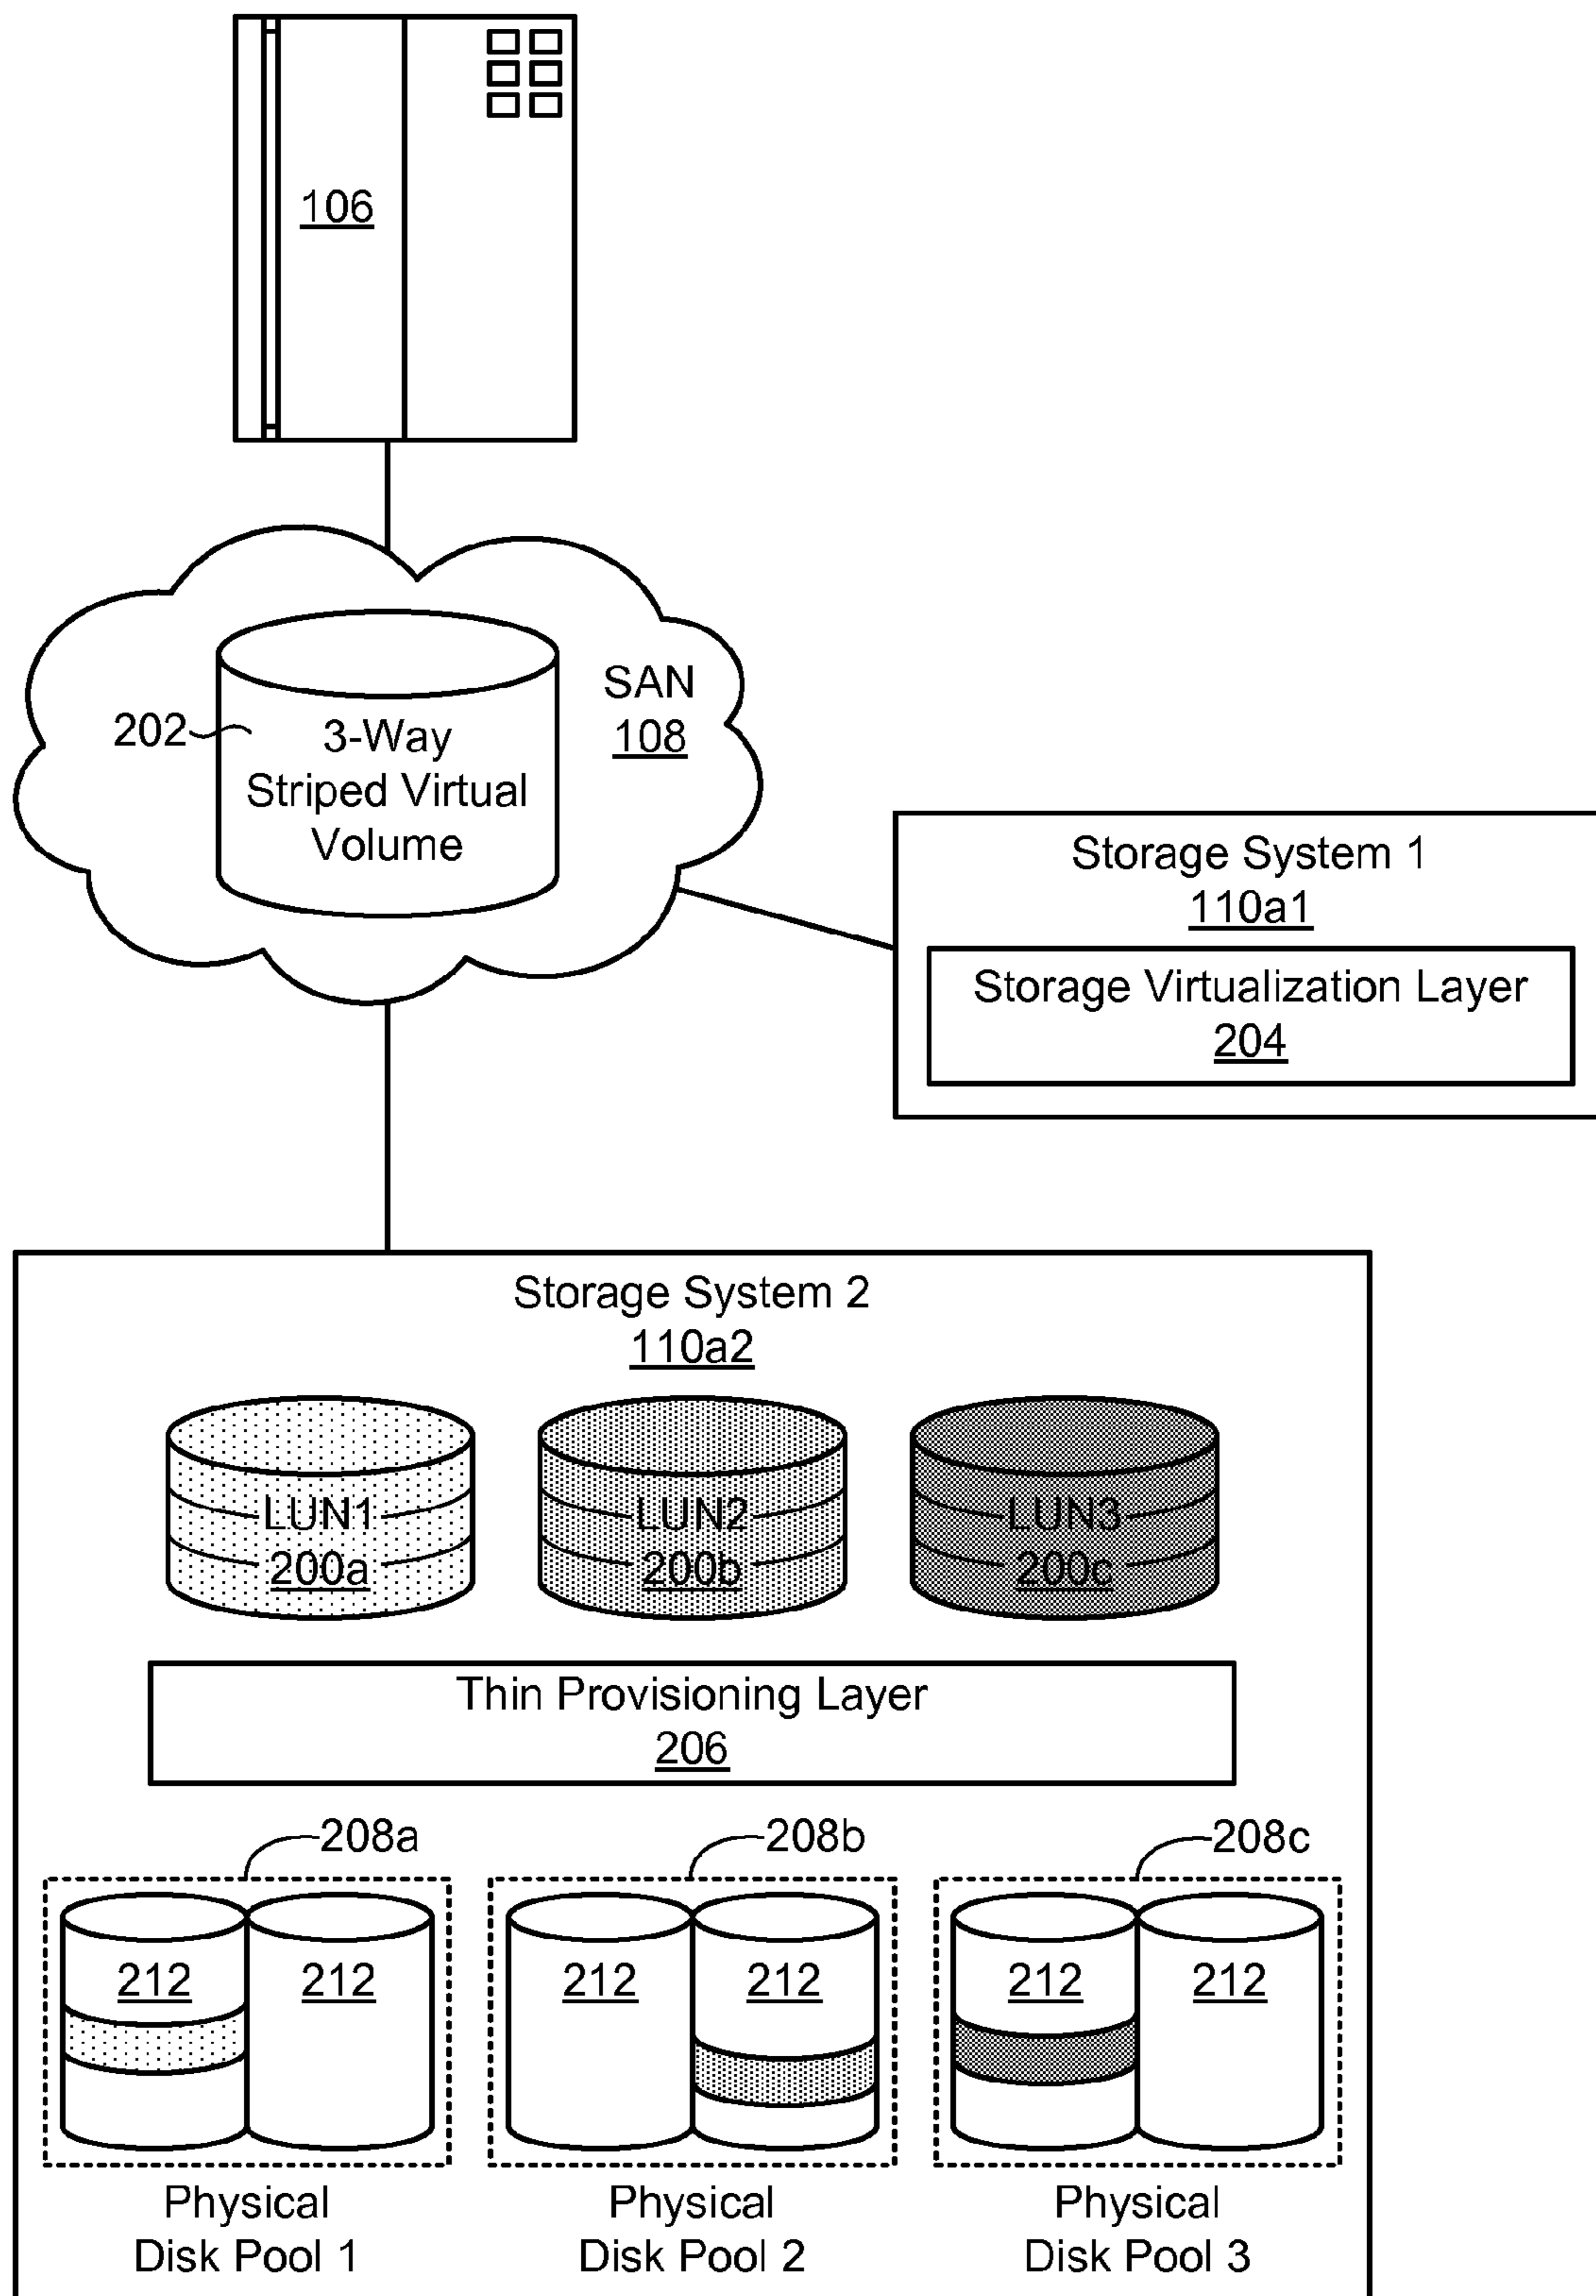 106
SAN
108
202
3-Way
Striped Virtual
Volume
Storage System 1
110a1
Storage Virtualization Layer
204
Storage System 2
110a2
LUN1
200a
LUN2
200b
LUN3
200c
Thin Provisioning Layer
206
208a
208b
208c
212
212
212
212
212
212
Physical
Disk Pool 1
Physical
Disk Pool 2
Physical
Disk Pool 3